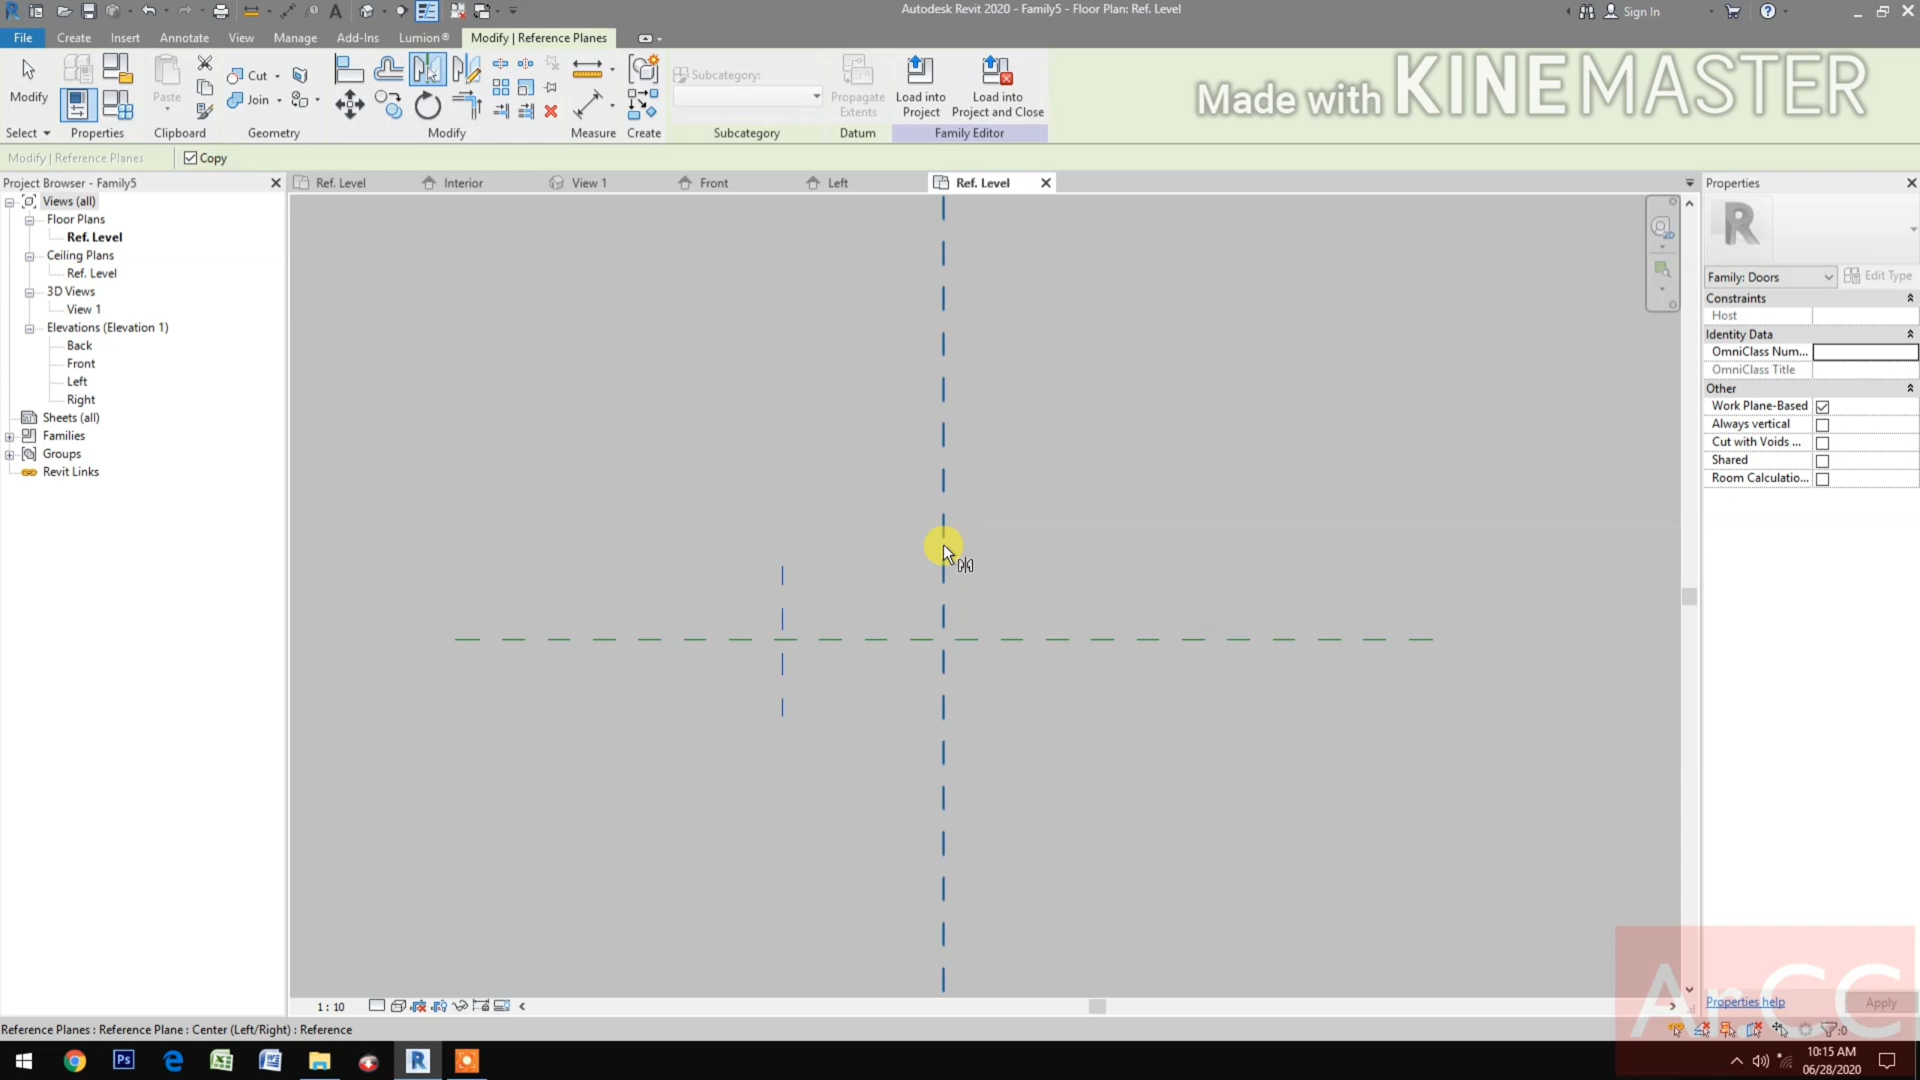 Autodesk Revit 2020 - Family5 - Floor Plan: Ref. Level
Sign In
File Create Insert Annotate View Manage Add-Ins Lumion® Modify | Reference Planes
Made with KINEMASTER
Modify
Paste
Cut
Join
Subcategory:
Propagate Extents
Load into Project
Load into Project and Close
Select Properties Clipboard Geometry Modify Measure Create Subcategory Datum Family Editor
Modify | Reference Planes Copy
Project Browser - Family5
Ref. Level Interior View 1 Front Left Ref. Level
Properties
Views (all)
Floor Plans
Ref. Level
Ceiling Plans
Ref. Level
3D Views
View 1
Elevations (Elevation 1)
Back
Front
Left
Right
Sheets (all)
Families
Groups
Revit Links
2D
R
Family: Doors Edit Type
Constraints
Host
Identity Data
OmniClass Num...
OmniClass Title
Other
Work Plane-Based
Always vertical
Cut with Voids ...
Shared
Room Calculatio...
1 : 10
Properties help Apply
ArCC
Reference Planes : Reference Plane : Center (Left/Right) : Reference
:0
Ps
R
10:15 AM
06/28/2020